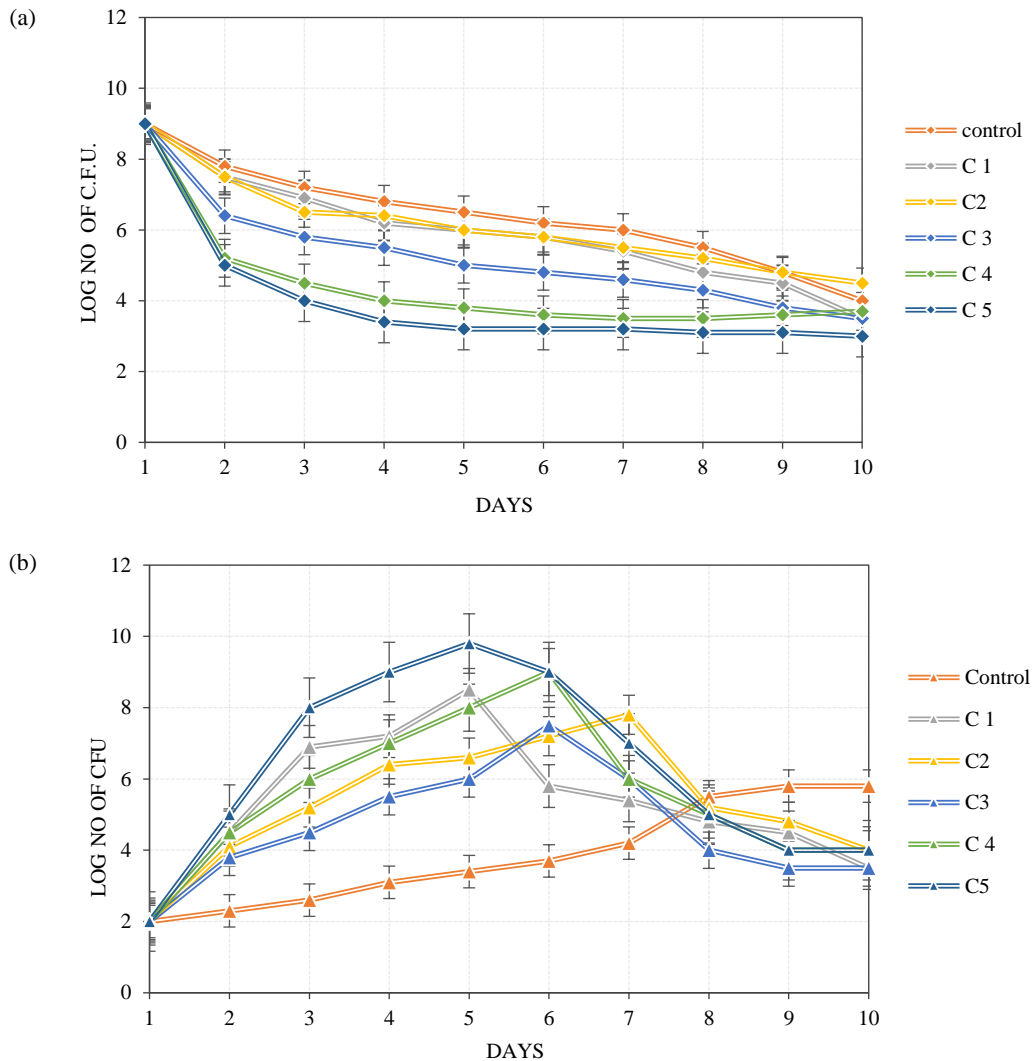 (a)
12
10
8
6
4
2
0
LOG NO OF C.F.U.
1 2 3 4 5 6 7 8 9 10
DAYS
control
C 1
C2
C 3
C 4
C 5
(b)
12
10
8
6
4
2
0
LOG NO OF CFU
1 2 3 4 5 6 7 8 9 10
DAYS
Control
C 1
C2
C3
C 4
C5